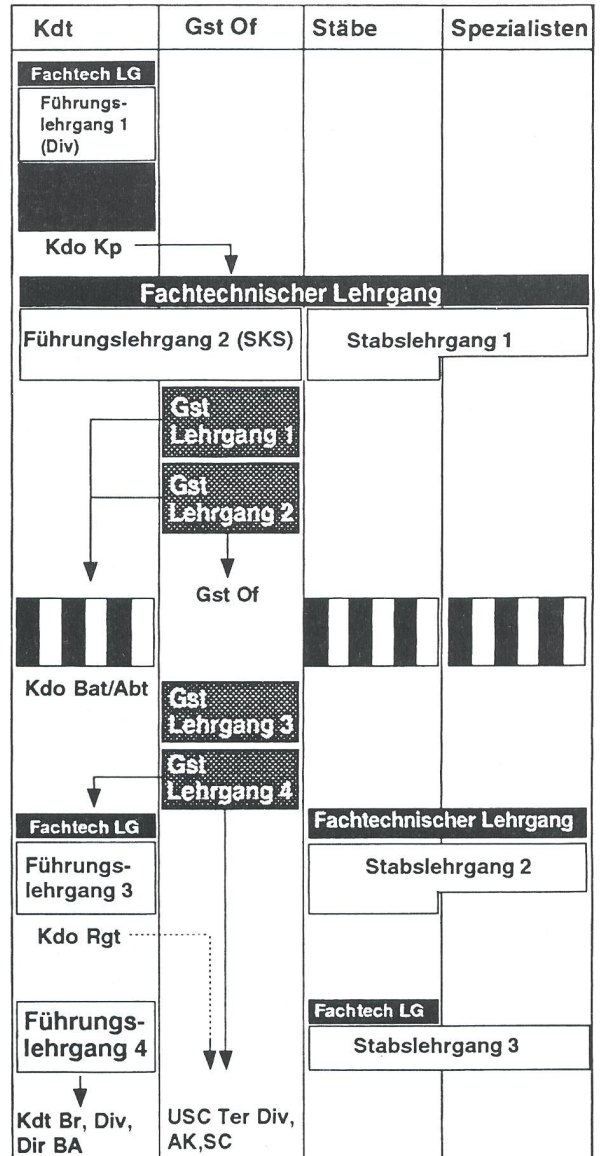 Kdt Gst Of Stäbe Spezialisten
Fachtech LG
Führungs-
lehrgang 1
(Div)
Kdo Kp
Fachtechnischer Lehrgang
Führungslehrgang 2 (SKS) Stabslehrgang 1
Gst
Lehrgang 1
Gst
Lehrgang 2
Gst Of
Kdo Bat/Abt
Gst
Lehrgang 3
Gst
Lehrgang 4
Fachtech LG Fachtechnischer Lehrgang
Führungs-
lehrgang 3
Stabslehrgang 2
Kdo Rgt
Fachtech LG
Führungs-
lehrgang 4
Stabslehrgang 3
Kdt Br, Div,
Dir BA
USC Ter Div,
AK,SC